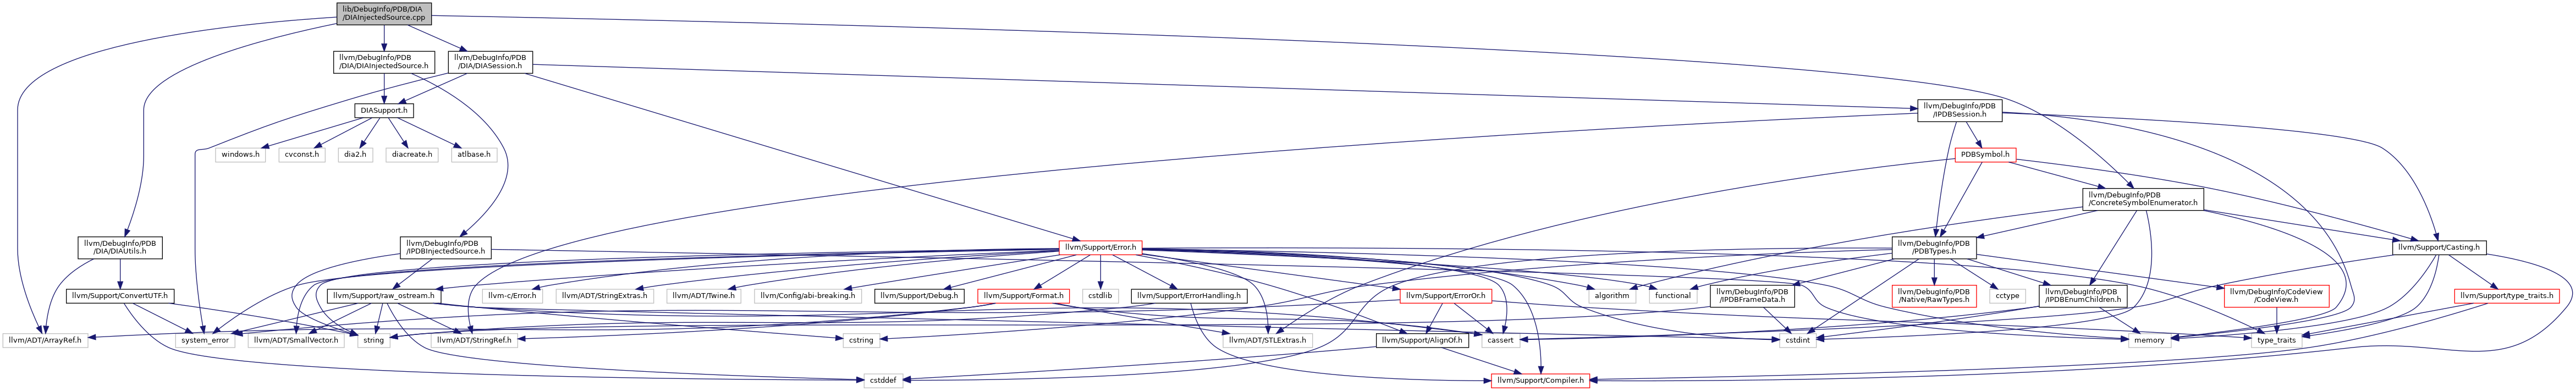 lib/DebugInfo/PDB/DIA
/DIAInjectedSource.cpp
llvm/DebugInfo/PDB
/DIA/DIAInjectedSource.h
llvm/DebugInfo/PDB
/DIA/DIASession.h
DIASupport.h
llvm/DebugInfo/PDB
/IPDBSession.h
windows.h
cvconst.h
dia2.h
diacreate.h
atlbase.h
PDBSymbol.h
llvm/DebugInfo/PDB
/ConcreteSymbolEnumerator.h
llvm/DebugInfo/PDB
/DIA/DIAUtils.h
llvm/DebugInfo/PDB
/IPDBInjectedSource.h
llvm/Support/Error.h
llvm/DebugInfo/PDB
/PDBTypes.h
llvm/Support/Casting.h
llvm/Support/ConvertUTF.h
llvm/Support/raw_ostream.h
llvm-c/Error.h
llvm/ADT/StringExtras.h
llvm/ADT/Twine.h
llvm/Config/abi-breaking.h
llvm/Support/Debug.h
llvm/Support/Format.h
cstdlib
llvm/Support/ErrorHandling.h
llvm/Support/ErrorOr.h
algorithm
functional
llvm/DebugInfo/PDB
/IPDBFrameData.h
llvm/DebugInfo/PDB
/Native/RawTypes.h
cctype
llvm/DebugInfo/PDB
/IPDBEnumChildren.h
llvm/DebugInfo/CodeView
/CodeView.h
llvm/Support/type_traits.h
llvm/ADT/ArrayRef.h
system_error
llvm/ADT/SmallVector.h
string
llvm/ADT/StringRef.h
cstring
llvm/ADT/STLExtras.h
llvm/Support/AlignOf.h
cassert
cstdint
memory
type_traits
cstddef
llvm/Support/Compiler.h